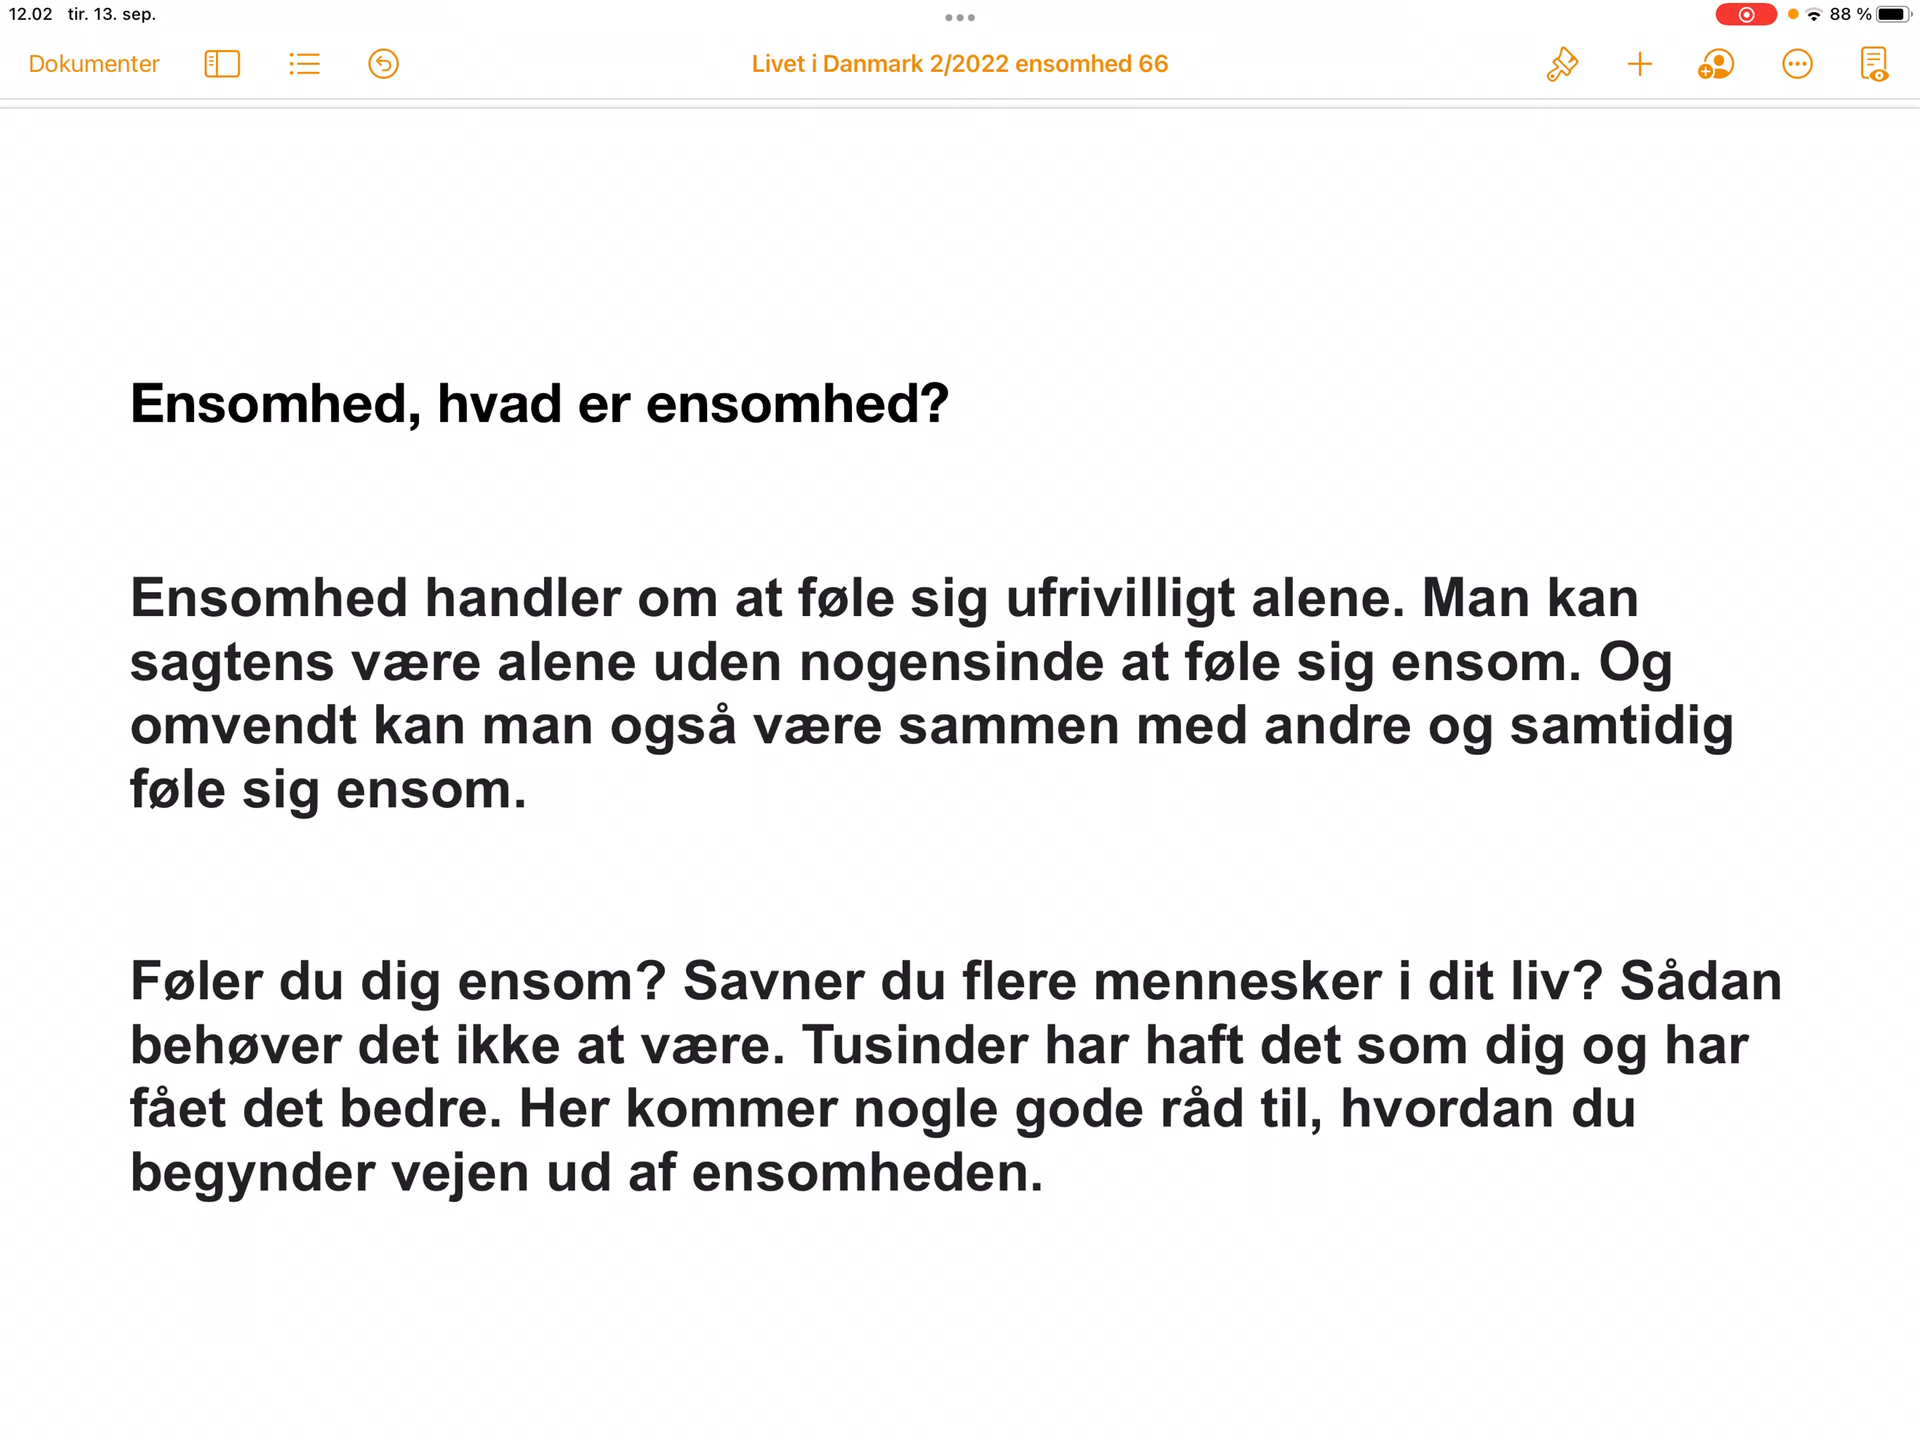 12.02 tir. 13. sep.
88 %
Dokumenter
Livet i Danmark 2/2022 ensomhed 66
Ensomhed, hvad er ensomhed?
Ensomhed handler om at føle sig ufrivilligt alene. Man kan
sagtens være alene uden nogensinde at føle sig ensom. Og
omvendt kan man også være sammen med andre og samtidig
føle sig ensom.
Føler du dig ensom? Savner du flere mennesker i dit liv? Sådan
behøver det ikke at være. Tusinder har haft det som dig og har
fået det bedre. Her kommer nogle gode råd til, hvordan du
begynder vejen ud af ensomheden.